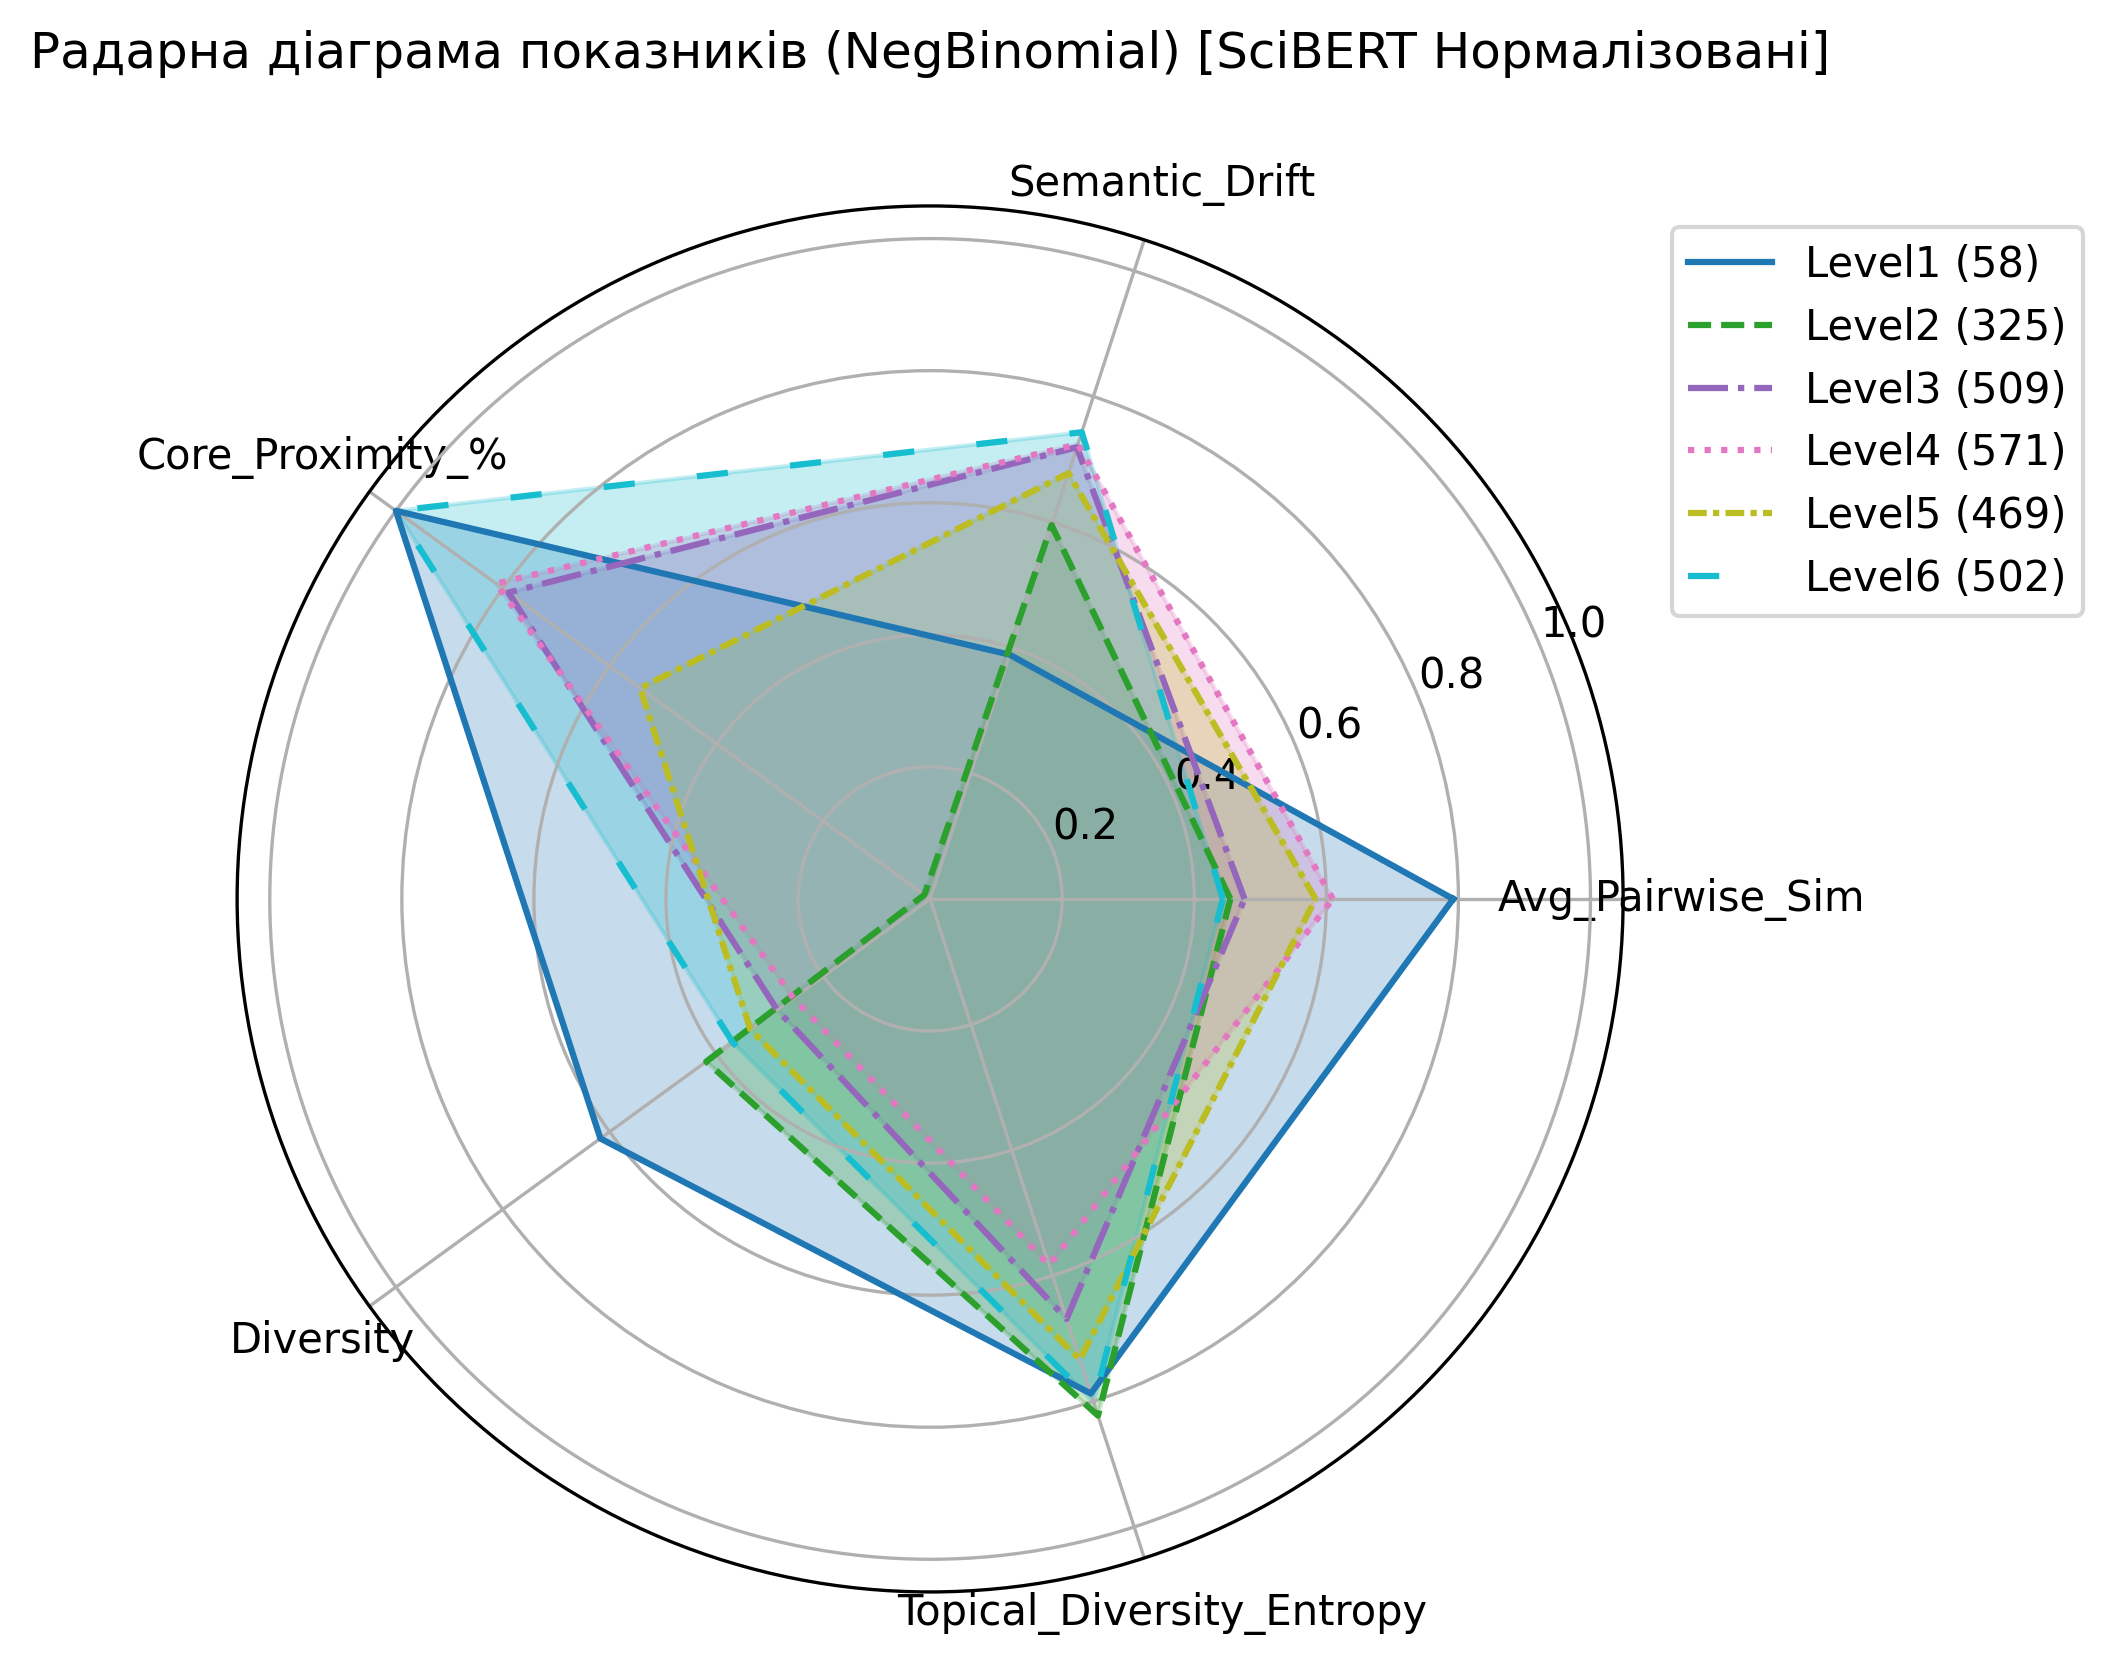 Радарна діаграма показників (NegBinomial) [SciBERT Нормалізовані]
Semantic_Drift
Level1 (58)
Level2 (325)
Level3 (509)
Level4 (571)
Level5 (469)
Level6 (502)
Core_Proximity_%
1.0
0.8
0.6
0.4
0.2
Avg_Pairwise_Sim
Diversity
Topical_Diversity_Entropy